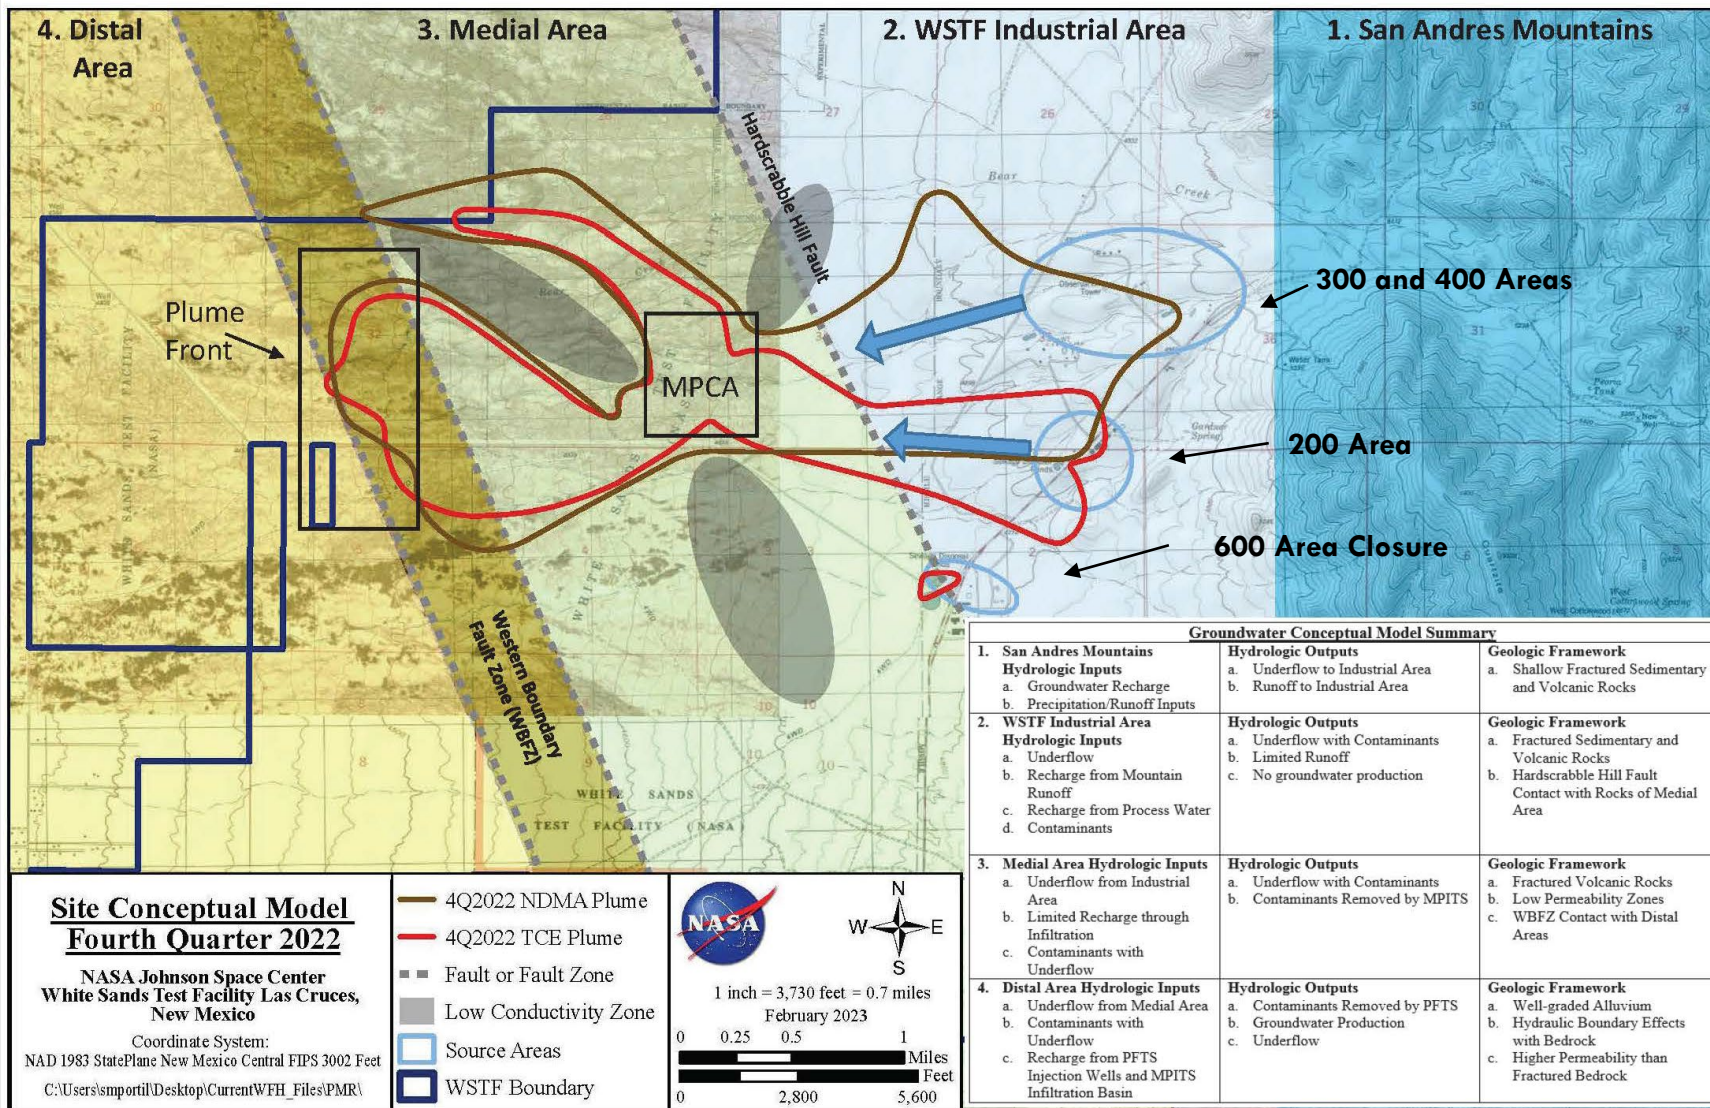 4. Distal
Area
3. Medial Area
2. WSTF Industrial Area
1. San Andres Mountains
Hardscrabble Hill Fault
Bear
Creek
300 and 400 Areas
Plume
Front
MPCA
200 Area
600 Area Closure
Gardner
Spring
Western Boundary
Fault Zone (WBFZ)
WHITE SANDS
TEST FACILITY (NASA)
WHITE SANDS TEST FACILITY
(NASA)
Groundwater Conceptual Model Summary
1. San Andres Mountains
Hydrologic Inputs
a. Groundwater Recharge
b. Precipitation/Runoff Inputs
Hydrologic Outputs
a. Underflow to Industrial Area
b. Runoff to Industrial Area
Geologic Framework
a. Shallow Fractured Sedimentary
and Volcanic Rocks
2. WSTF Industrial Area
Hydrologic Inputs
a. Underflow
b. Recharge from Mountain
Runoff
c. Recharge from Process Water
d. Contaminants
Hydrologic Outputs
a. Underflow with Contaminants
b. Limited Runoff
c. No groundwater production
Geologic Framework
a. Fractured Sedimentary and
Volcanic Rocks
b. Hardscrabble Hill Fault
Contact with Rocks of Medial
Area
3. Medial Area Hydrologic Inputs
a. Underflow from Industrial
Area
b. Limited Recharge through
Infiltration
c. Contaminants with
Underflow
Hydrologic Outputs
a. Underflow with Contaminants
b. Contaminants Removed by MPITS
Geologic Framework
a. Fractured Volcanic Rocks
b. Low Permeability Zones
c. WBFZ Contact with Distal
Areas
4. Distal Area Hydrologic Inputs
a. Underflow from Medial Area
b. Contaminants with
Underflow
c. Recharge from PFTS
Injection Wells and MPITS
Infiltration Basin
Hydrologic Outputs
a. Contaminants Removed by PFTS
b. Groundwater Production
c. Underflow
Geologic Framework
a. Well-graded Alluvium
b. Hydraulic Boundary Effects
with Bedrock
c. Higher Permeability than
Fractured Bedrock
Site Conceptual Model
Fourth Quarter 2022
NASA Johnson Space Center
White Sands Test Facility Las Cruces,
New Mexico
Coordinate System:
NAD 1983 StatePlane New Mexico Central FIPS 3002 Feet
C:\Users\smportil\Desktop\CurrentWFH_Files\PMR\
4Q2022 NDMA Plume
4Q2022 TCE Plume
Fault or Fault Zone
Low Conductivity Zone
Source Areas
WSTF Boundary
NASA
N
W E
S
1 inch = 3,730 feet = 0.7 miles
February 2023
0 0.25 0.5 1
Miles
Feet
0 2,800 5,600